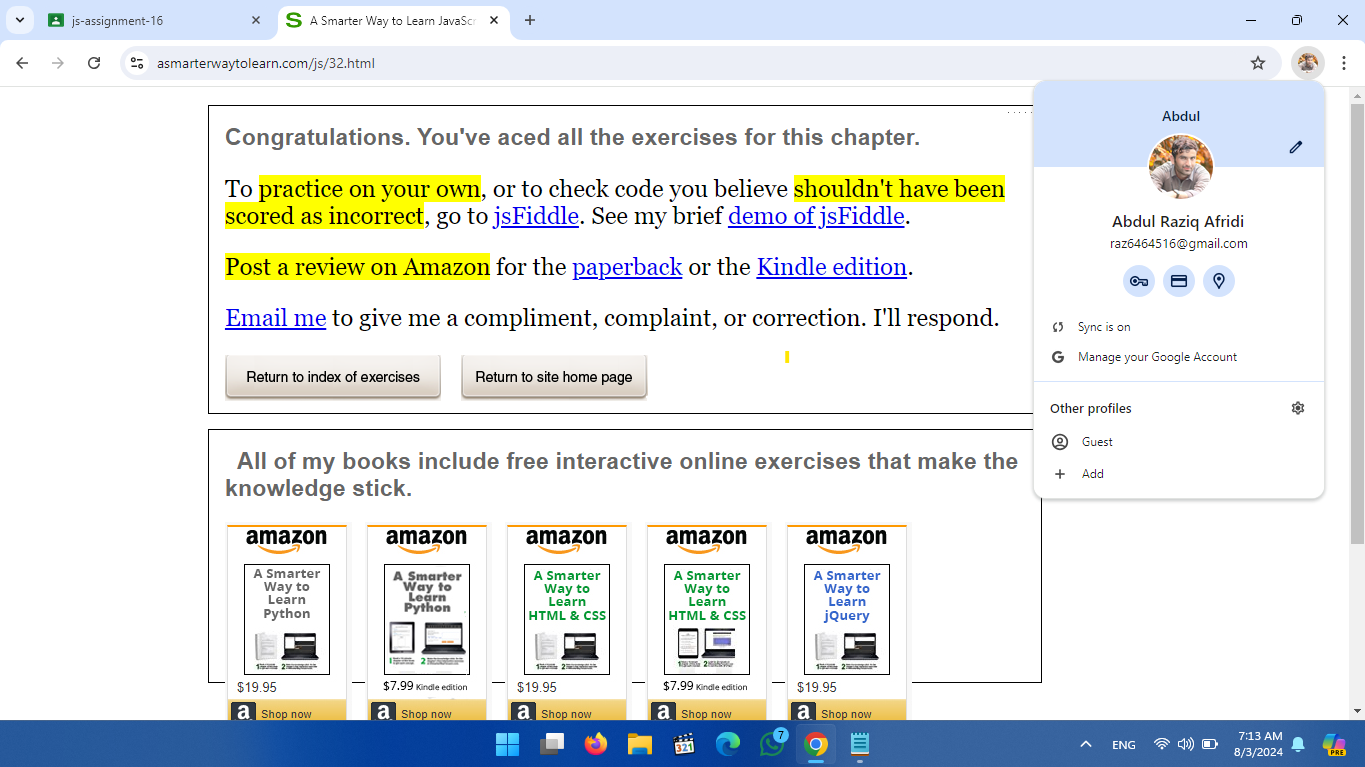 js-assignment-16
A Smarter Way to Learn JavaScr
asmarterwaytolearn.com/js/32.html
Congratulations. You've aced all the exercises for this chapter.
To practice on your own, or to check code you believe shouldn't have been
scored as incorrect, go to jsFiddle. See my brief demo of jsFiddle.
Post a review on Amazon for the paperback or the Kindle edition.
Email me to give me a compliment, complaint, or correction. I'll respond.
Return to index of exercises
Return to site home page
Abdul
Abdul Raziq Afridi
raz6464516@gmail.com
Sync is on
Manage your Google Account
Other profiles
Guest
Add
All of my books include free interactive online exercises that make the
knowledge stick.
amazon
A Smarter
Way to
Learn
Python
$19.95
a Shop now
amazon
A Smarter
Way to
Learn
Python
$7.99 Kindle edition
a Shop now
amazon
A Smarter
Way to
Learn
HTML & CSS
$19.95
a Shop now
amazon
A Smarter
Way to
Learn
HTML & CSS
$7.99 Kindle edition
a Shop now
amazon
A Smarter
Way to
Learn
jQuery
$19.95
a Shop now
321
7
ENG
7:13 AM
8/3/2024
PRE